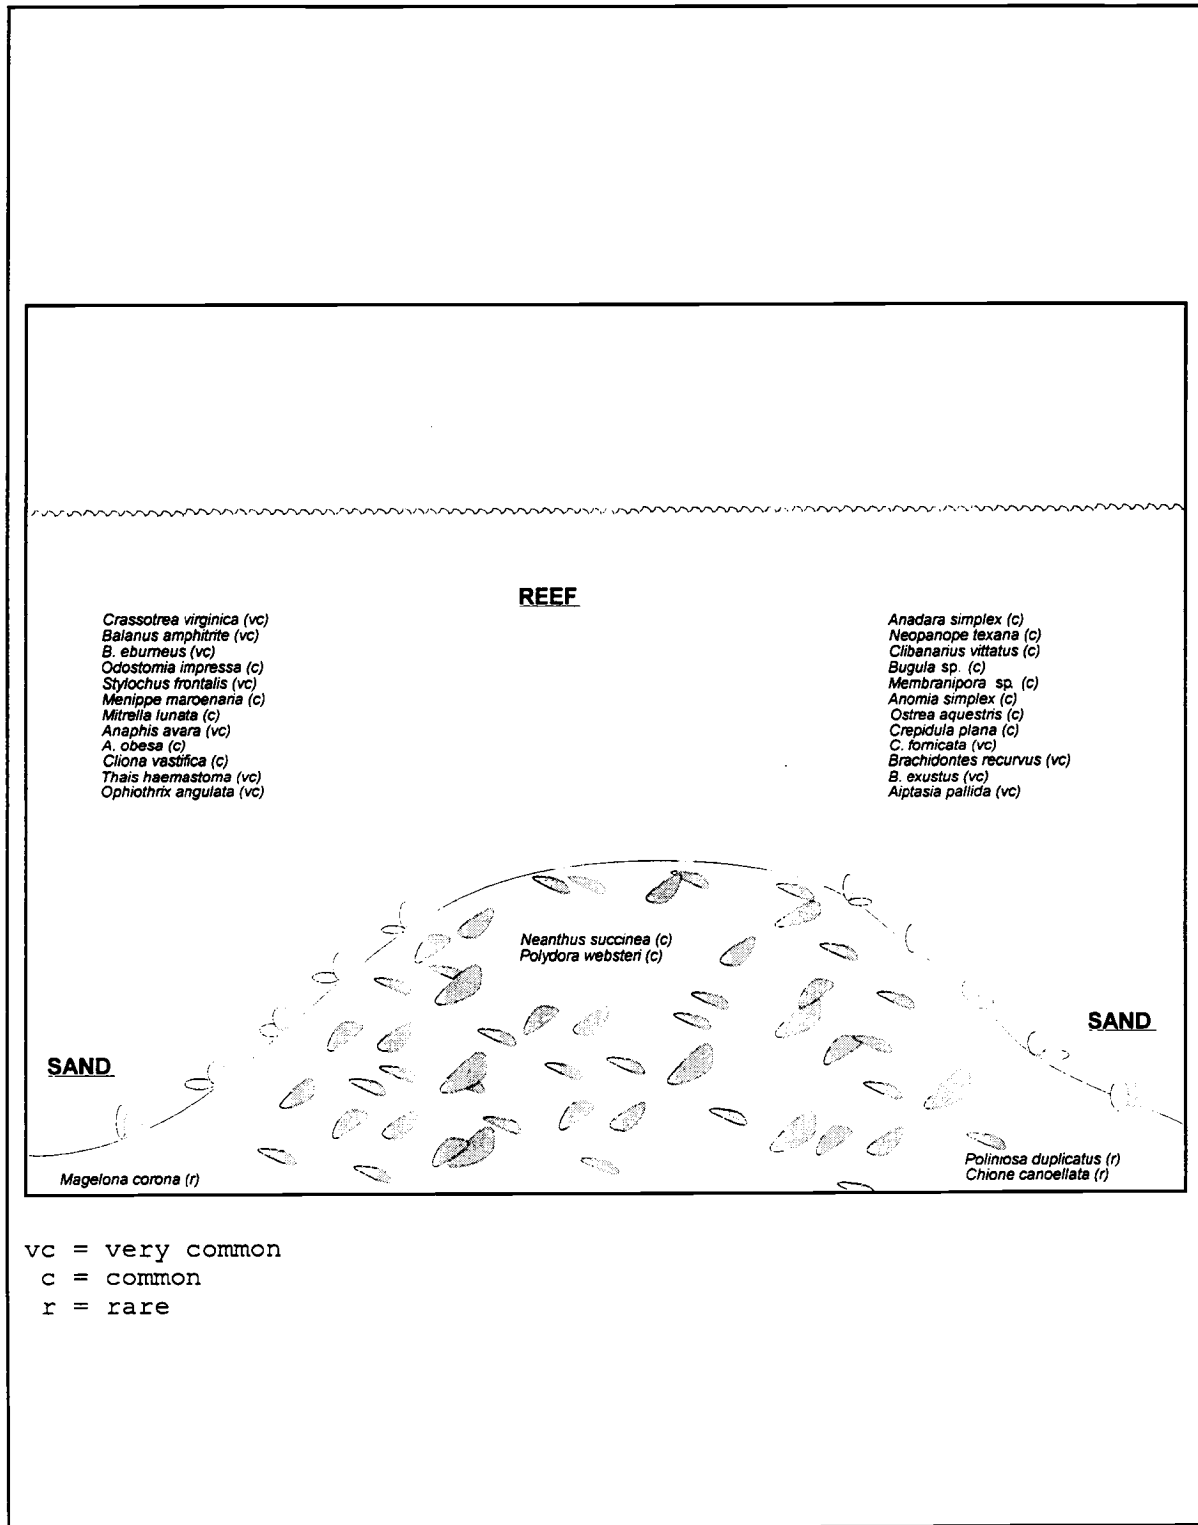 REEF
Crassotrea virginica (vc)
Balanus amphitrite (vc)
B. eburneus (vc)
Odostomia impressa (c)
Stylochus frontalis (vc)
Menippe maroenaria (c)
Mitrella lunata (c)
Anaphis avara (vc)
A. obesa (c)
Cliona vastifica (c)
Thais haemastoma (vc)
Ophiothrix angulata (vc)
Anadara simplex (c)
Neopanope texana (c)
Clibanarius vittatus (c)
Bugula sp. (c)
Membranipora sp. (c)
Anomia simplex (c)
Ostrea aquestris (c)
Crepidula plana (c)
C. fornicata (vc)
Brachidontes recurvus (vc)
B. exustus (vc)
Aiptasia pallida (vc)
Neanthus succinea (c)
Polydora websteri (c)
SAND
SAND
Magelona corona (r)
Poliniosa duplicatus (r)
Chione canoellata (r)
vc = very common
c = common
r = rare